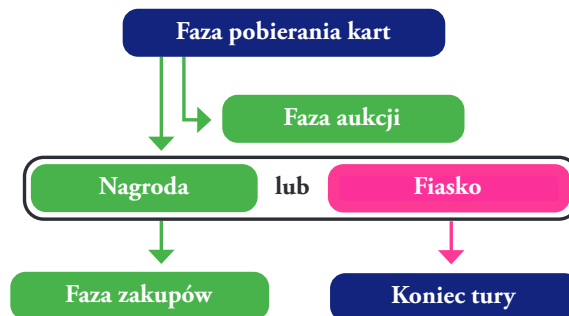 Faza pobierania kart
Faza aukcji
Nagroda lub Fiasko
Faza zakupów Koniec tury